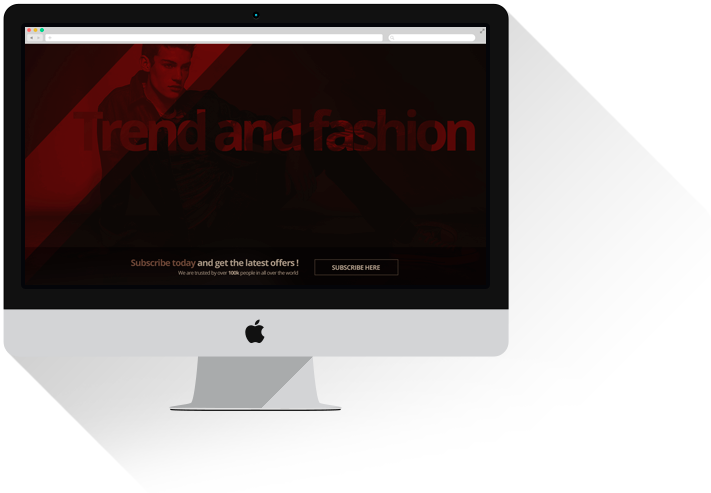 Trend and fashion
Subscribe today and get the latest offers !
We are trusted by over 100k people in all over the world
SUBSCRIBE HERE